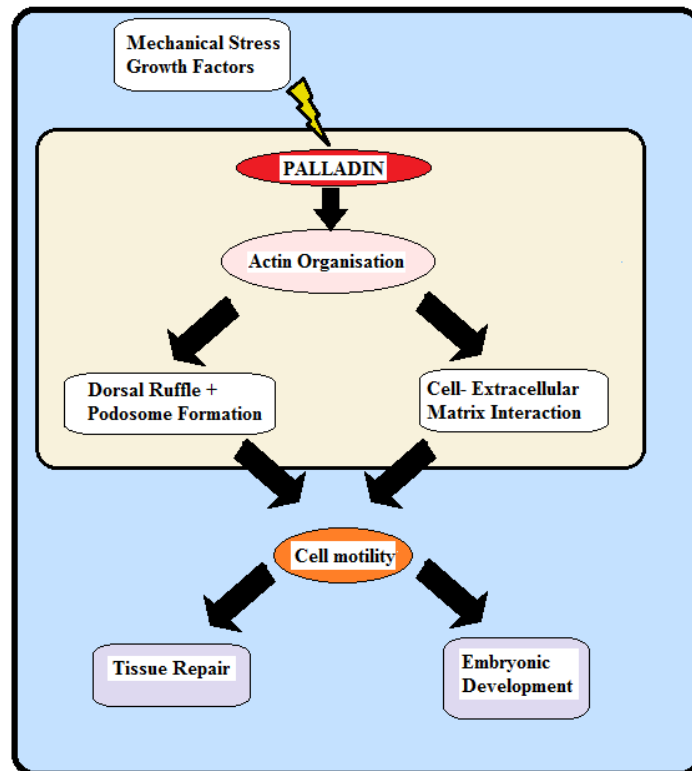 Mechanical Stress
Growth Factors
PALLADIN
Actin Organisation
Dorsal Ruffle +
Podosome Formation
Cell- Extracellular
Matrix Interaction
Cell motility
Tissue Repair
Embryonic
Development